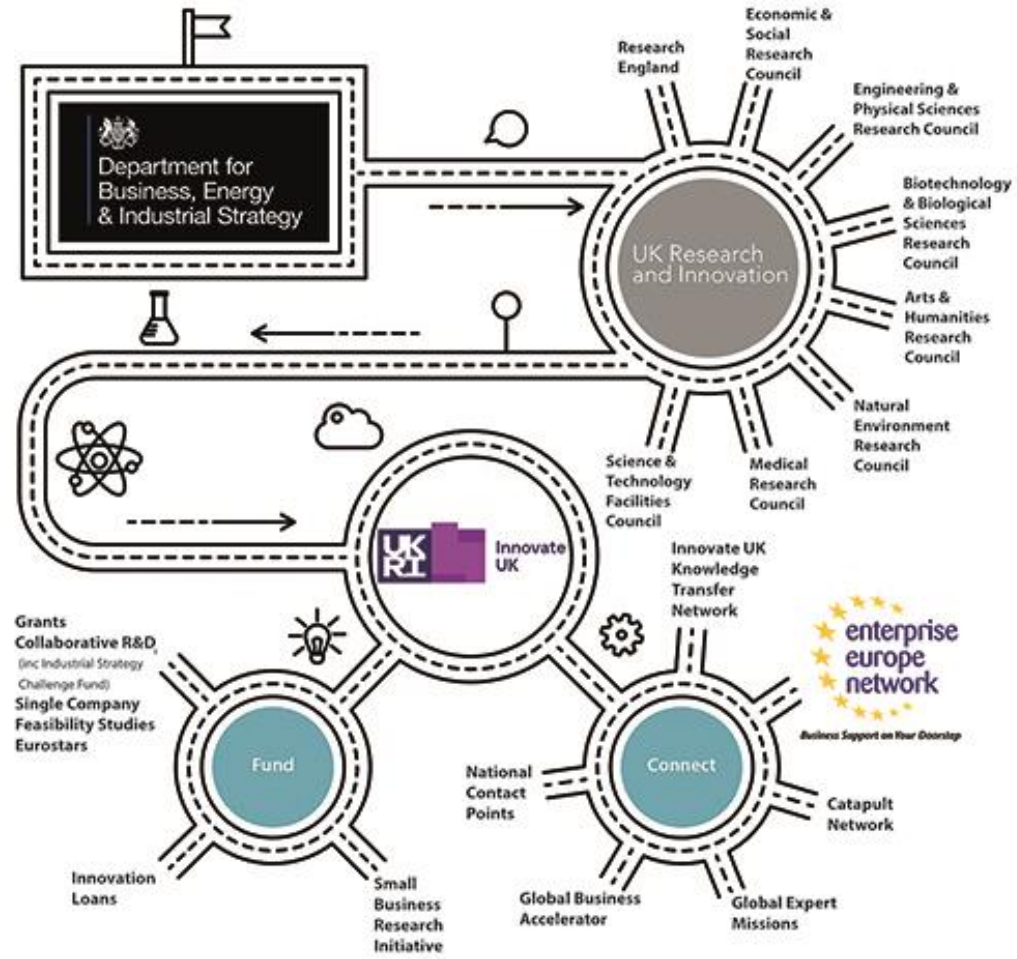 Department for
Business, Energy
& Industrial Strategy
Research
England
Economic &
Social
Research
Council
Engineering &
Physical Sciences
Research Council
Biotechnology
& Biological
Sciences
Research
Council
Arts &
Humanities
Research
Council
Natural
Environment
Research
Council
Medical
Research
Council
Science &
Technology
Facilities
Council
UK Research
and Innovation
UK
RI
Innovate
UK
Grants
Collaborative R&D,
(inc Industrial Strategy
Challenge Fund)
Single Company
Feasibility Studies
Eurostars
Fund
Innovation
Loans
Small
Business
Research
Initiative
Innovate UK
Knowledge
Transfer
Network
enterprise
europe
network
Business Support on Your Doorstep
Connect
National
Contact
Points
Catapult
Network
Global Business
Accelerator
Global Expert
Missions